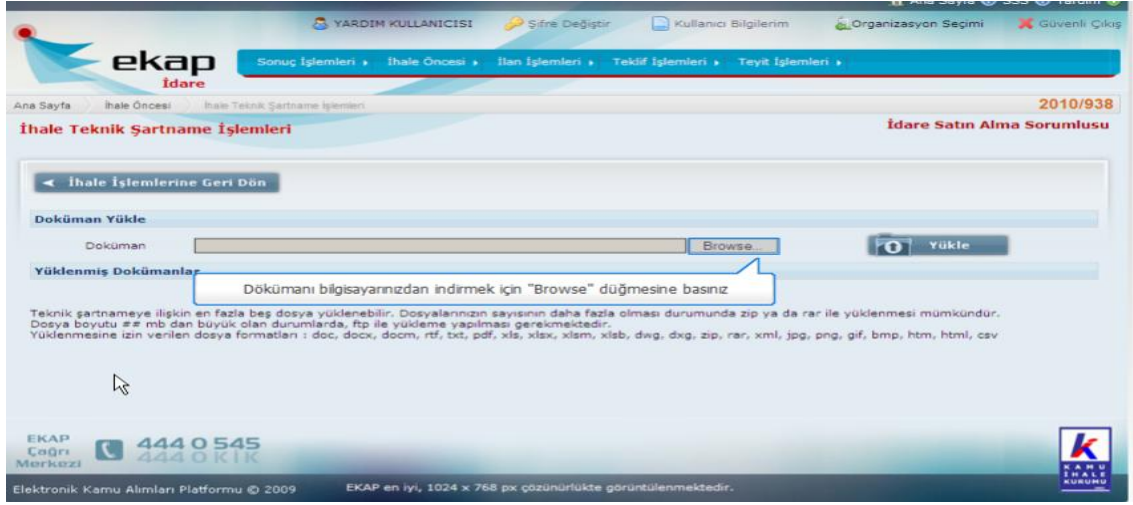 Ana Sayfa SSS Yardım
YARDIM KULLANICISI Şifre Değiştir Kullanıcı Bilgilerim Organizasyon Seçimi Güvenli Çıkış
ekap
İdare
Sonuç İşlemleri İhale Öncesi İlan İşlemleri Teklif İşlemleri Teyit İşlemleri
Ana Sayfa İhale Öncesi İhale Teknik Şartname İşlemleri 2010/938
İhale Teknik Şartname İşlemleri İdare Satın Alma Sorumlusu
İhale İşlemlerine Geri Dön
Doküman Yükle
Doküman Browse... Yükle
Yüklenmiş Dokümanlar
Dökümanı bilgisayarınızdan indirmek için "Browse" düğmesine basınız
Teknik şartnameye ilişkin en fazla beş dosya yüklenebilir. Dosyalarınızın sayısının daha fazla olması durumunda zip ya da rar ile yüklenmesi mümkündür.
Dosya boyutu ## mb dan büyük olan durumlarda, ftp ile yükleme yapılması gerekmektedir.
Yüklenmesine izin verilen dosya formatları : doc, docx, docm, rtf, txt, pdf, xls, xlsx, xlsm, xlsb, dwg, dxg, zip, rar, xml, jpg, png, gif, bmp, htm, html, csv
EKAP
Çağrı
Merkezi
444 0 545
444 0 KİK
k
KAMU
İHALE
KURUMU
Elektronik Kamu Alımları Platformu © 2009 EKAP en iyi, 1024 x 768 px çözünürlükte görüntülenmektedir.